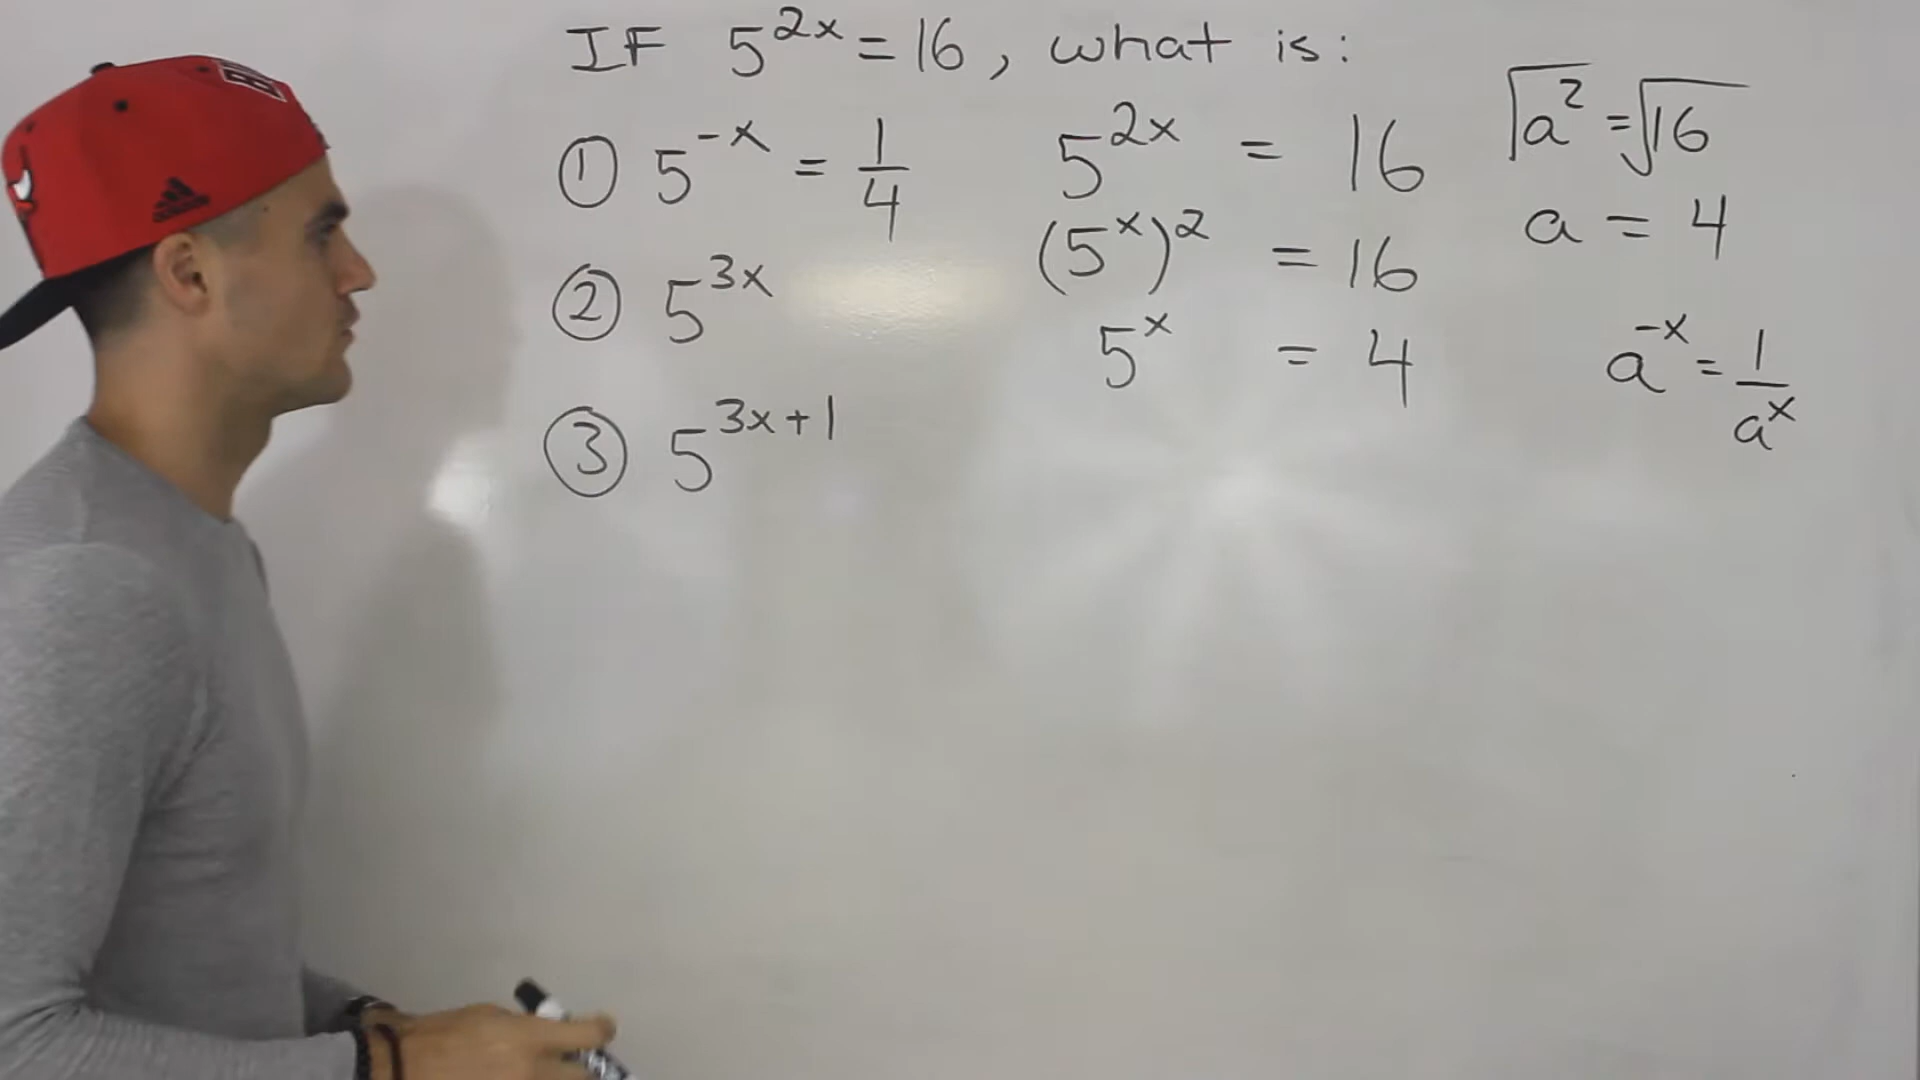 IF 5^{2x} = 16, what is:
① 5^{-x} = 1/4
② 5^{3x}
③ 5^{3x+1}
5^{2x} = 16
(5^x)^2 = 16
5^x = 4
√a^2 = √16
a = 4
a^{-x} = 1/a^x